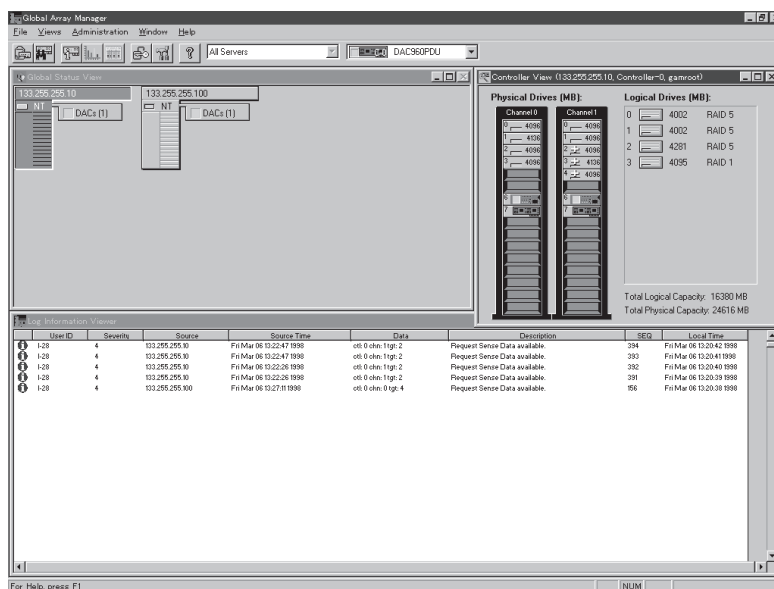 Global Array Manager
File Views Administration Window Help
All Servers
DAC960PDU
Global Status View
133.255.255.10
133.255.255.100
NT
DACs (1)
NT
DACs (1)
Controller View (133.255.255.10, Controller-0, gamroot)
Physical Drives (MB):
Logical Drives (MB):
Channel 0
Channel 1
0 4096
1 4136
2 4096
3 4096
6
7
0 4096
1 4096
2 4096
3 4136
4 4096
6
7
0 4002 RAID 5
1 4002 RAID 5
2 4281 RAID 5
3 4095 RAID 1
Total Logical Capacity: 16380 MB
Total Physical Capacity: 24616 MB
Log Information Viewer
User ID Severity Source Source Time Data Description SEQ Local Time
I-28 4 133.255.255.10 Fri Mar 06 13:22:47 1998 ctl: 0 chn: 1 tgt: 2 Request Sense Data available. 394 Fri Mar 06 13:20:42 1998
I-28 4 133.255.255.10 Fri Mar 06 13:22:47 1998 ctl: 0 chn: 1 tgt: 2 Request Sense Data available. 393 Fri Mar 06 13:20:41 1998
I-28 4 133.255.255.10 Fri Mar 06 13:22:26 1998 ctl: 0 chn: 1 tgt: 2 Request Sense Data available. 392 Fri Mar 06 13:20:40 1998
I-28 4 133.255.255.10 Fri Mar 06 13:22:26 1998 ctl: 0 chn: 1 tgt: 2 Request Sense Data available. 391 Fri Mar 06 13:20:39 1998
I-28 4 133.255.255.100 Fri Mar 06 13:27:11 1998 ctl: 0 chn: 0 tgt: 4 Request Sense Data available. 156 Fri Mar 06 13:20:38 1998
For Help, press F1
NUM